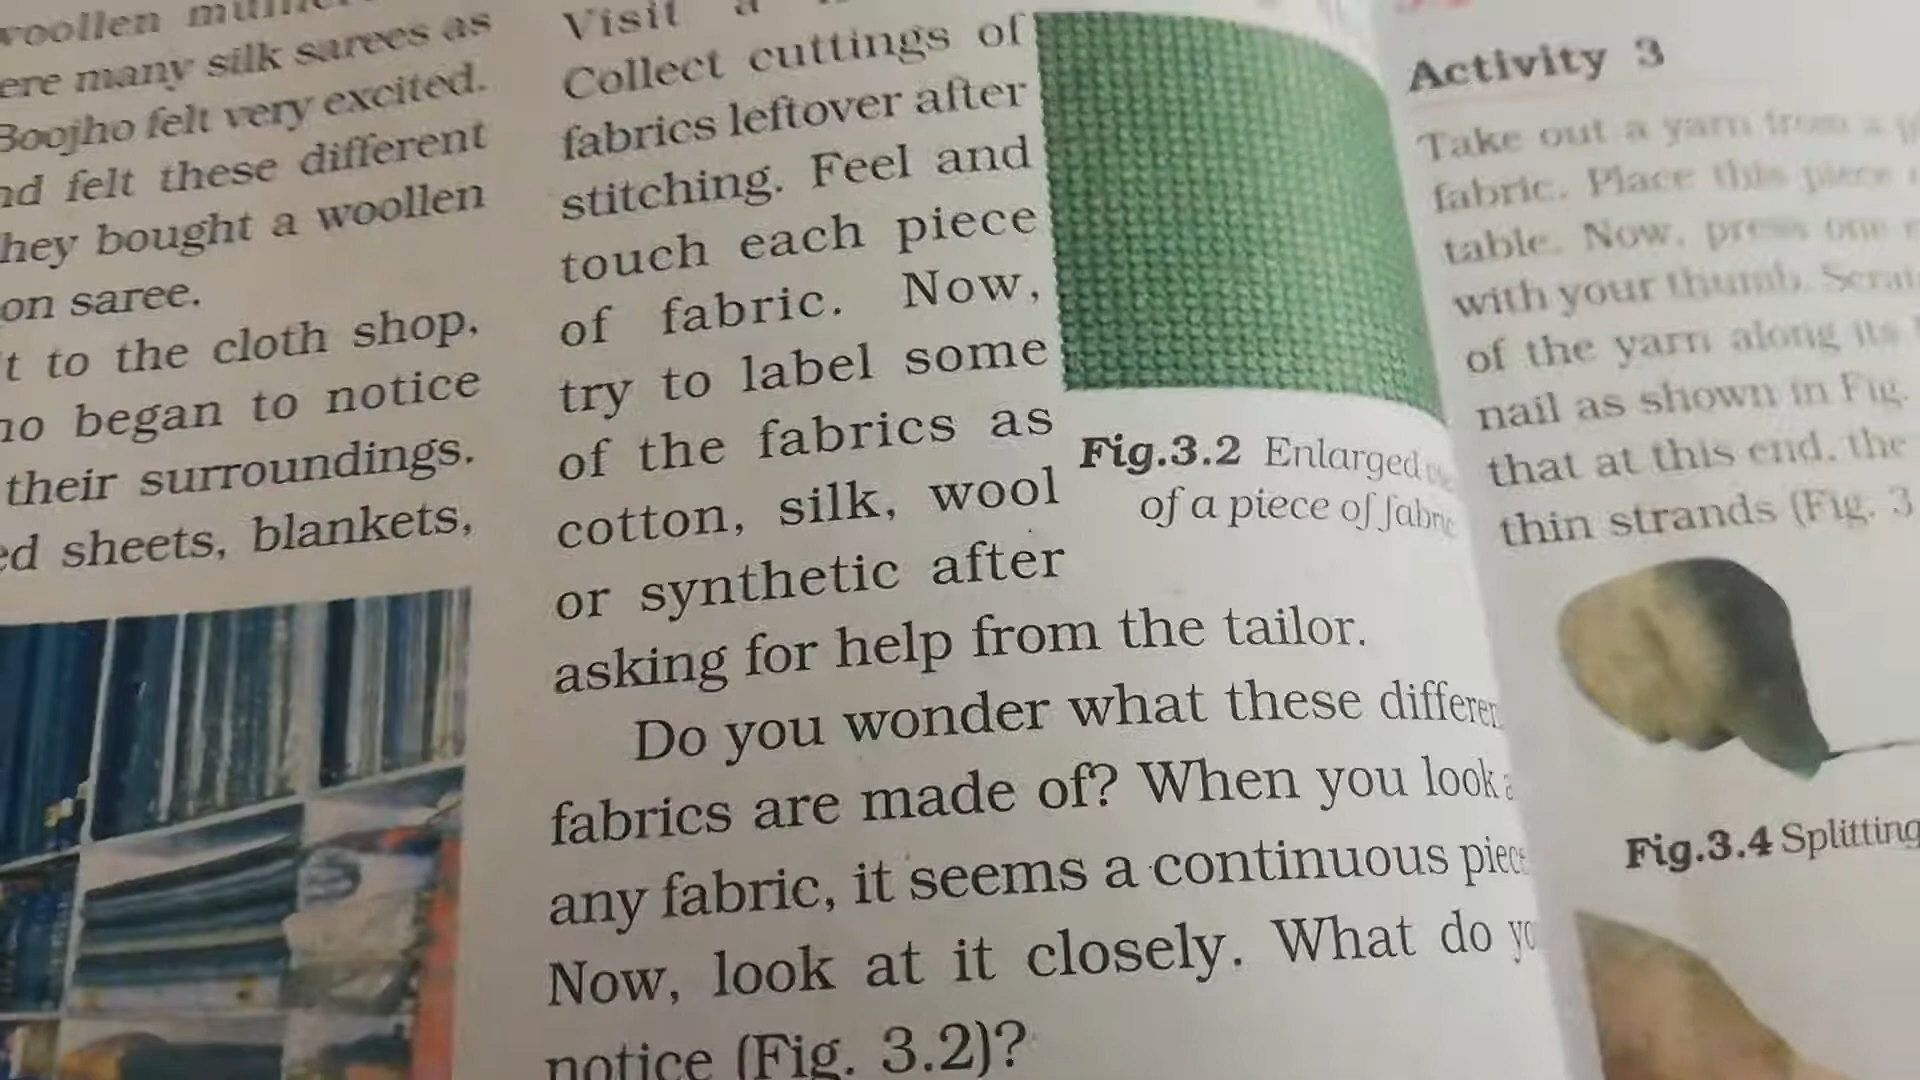 woollen
ere many silk sarees as
Boojho felt very excited.
nd felt these different
hey bought a woollen
on saree.
t to the cloth shop,
no began to notice
their surroundings.
ed sheets, blankets,
Visit a
Collect cuttings of
fabrics leftover after
stitching. Feel and
touch each piece
of fabric. Now,
try to label some
of the fabrics as
cotton, silk, wool
or synthetic after
asking for help from the tailor.
Fig.3.2 Enlarged
of a piece of fabric
Do you wonder what these differen
fabrics are made of? When you look a
any fabric, it seems a continuous piece
Now, look at it closely. What do yo
notice (Fig. 3.2)?
Activity 3
Take out a yarn from a
fabric. Place this piece
table. Now, press one
with your thumb. Scrat
of the yarn along its
nail as shown in Fig.
that at this end, the
thin strands (Fig. 3
Fig.3.4 Splitting